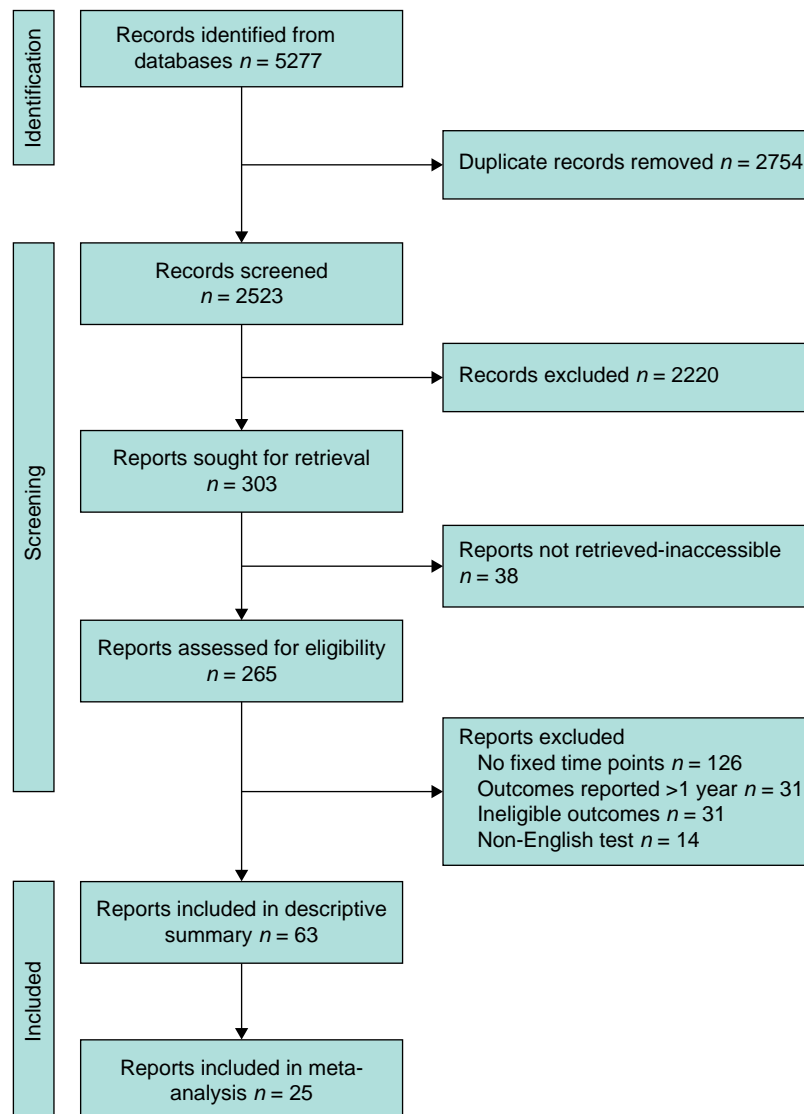 Identification
Records identified from
databases n = 5277
Duplicate records removed n = 2754
Screening
Records screened
n = 2523
Records excluded n = 2220
Reports sought for retrieval
n = 303
Reports not retrieved-inaccessible
n = 38
Reports assessed for eligibility
n = 265
Reports excluded
No fixed time points n = 126
Outcomes reported >1 year n = 31
Ineligible outcomes n = 31
Non-English test n = 14
Included
Reports included in descriptive
summary n = 63
Reports included in meta-
analysis n = 25